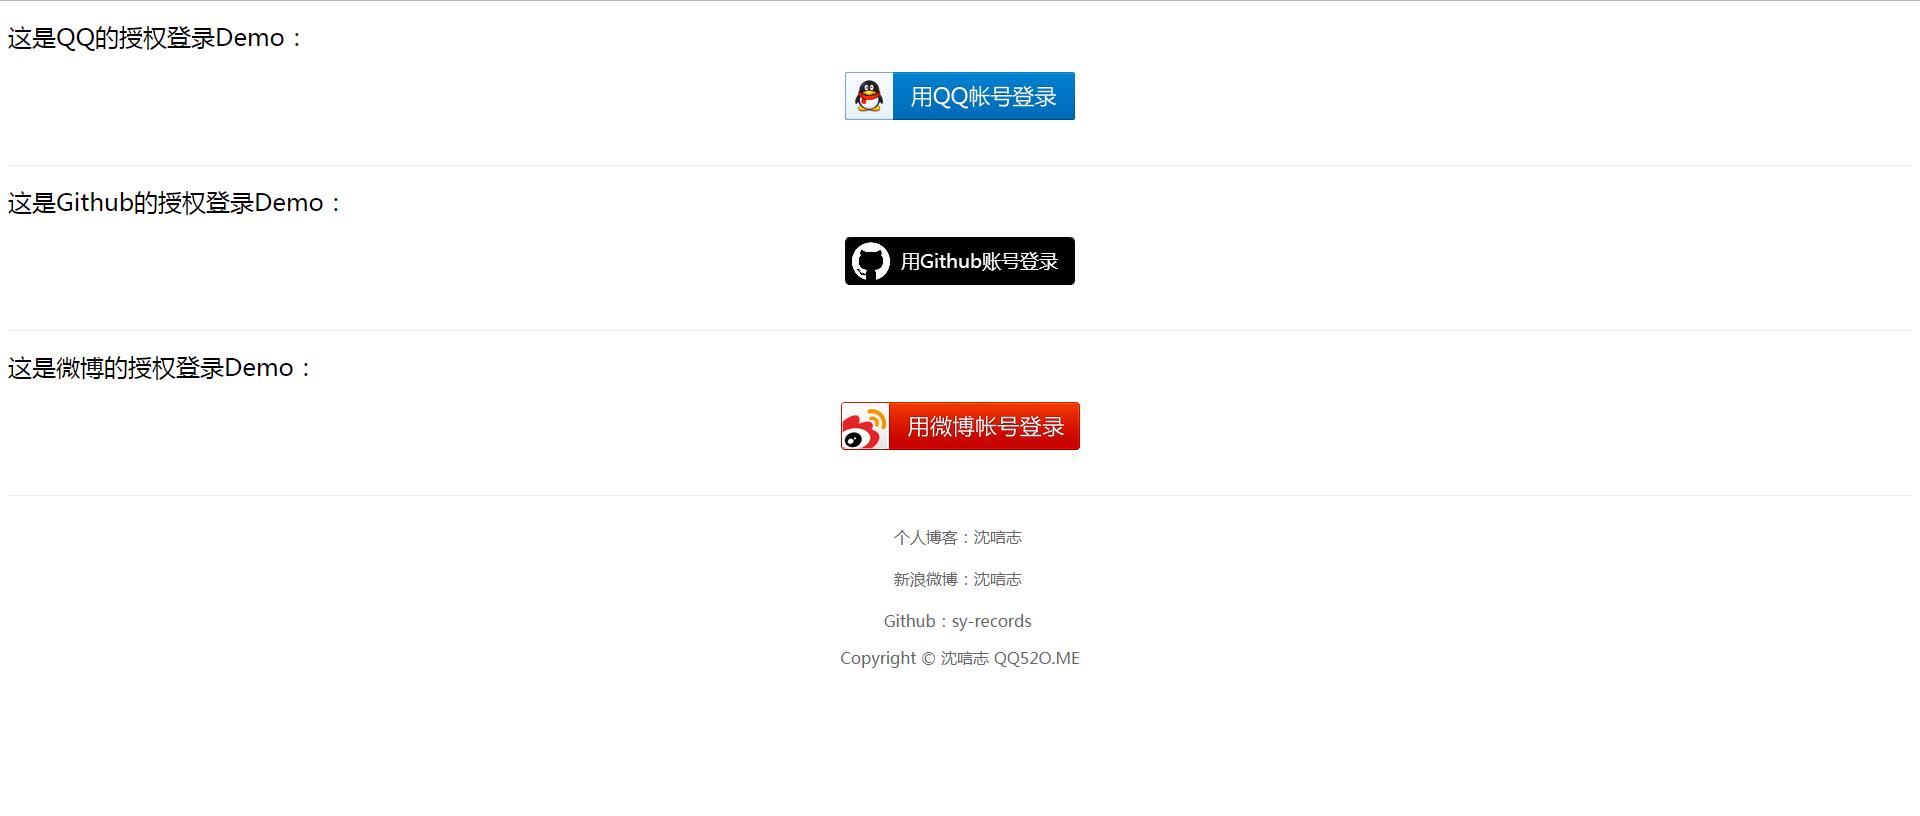 这是QQ的授权登录Demo：
用QQ帐号登录
这是Github的授权登录Demo：
用Github账号登录
这是微博的授权登录Demo：
用微博帐号登录
个人博客：沈唁志
新浪微博：沈唁志
Github：sy-records
Copyright © 沈唁志 QQ52O.ME